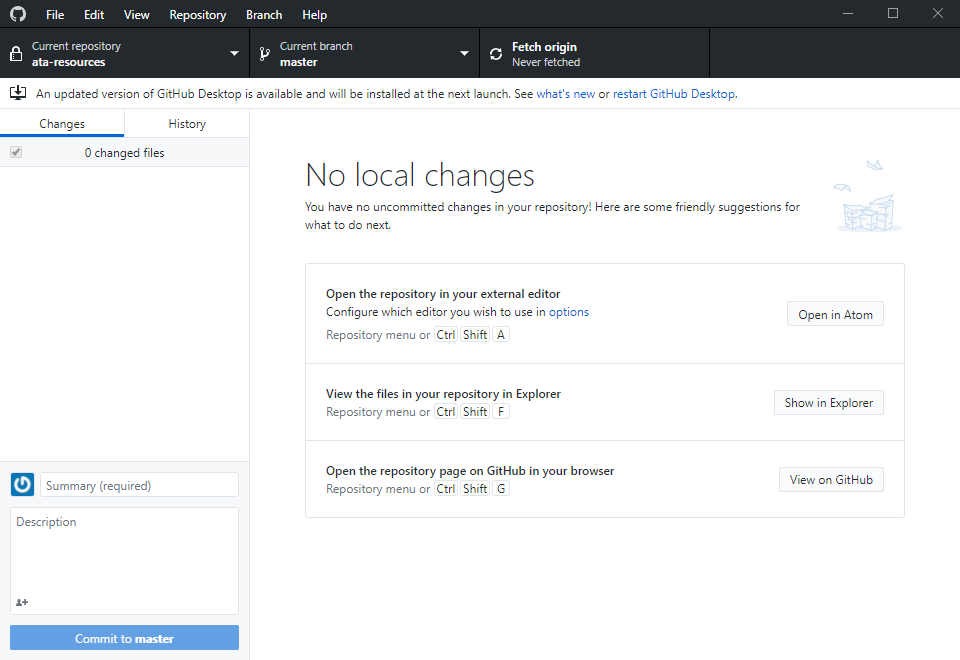 File Edit View Repository Branch Help
Current repository
ata-resources
Current branch
master
Fetch origin
Never fetched
An updated version of GitHub Desktop is available and will be installed at the next launch. See what's new or restart GitHub Desktop.
Changes
History
0 changed files
No local changes
You have no uncommitted changes in your repository! Here are some friendly suggestions for
what to do next.
Open the repository in your external editor
Configure which editor you wish to use in options
Repository menu or Ctrl Shift A
Open in Atom
View the files in your repository in Explorer
Repository menu or Ctrl Shift F
Show in Explorer
Open the repository page on GitHub in your browser
Repository menu or Ctrl Shift G
View on GitHub
Summary (required)
Description
Commit to master